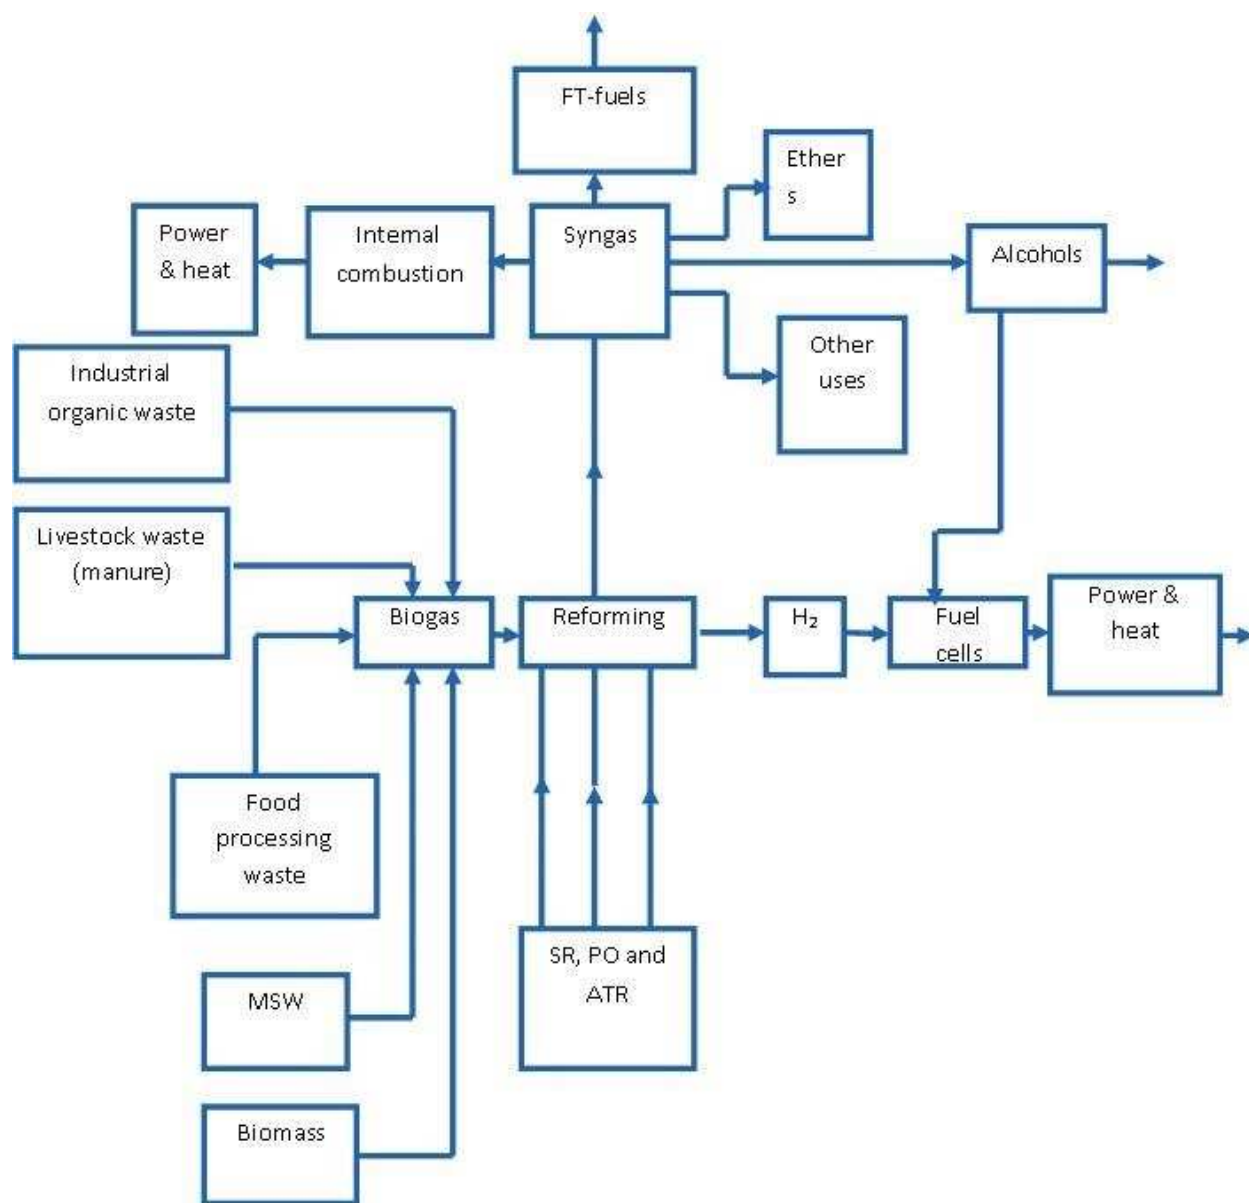 FT-fuels
Ether
s
Power
& heat
Internal
combustion
Syngas
Alcohols
Other
uses
Industrial
organic waste
Livestock waste
(manure)
Biogas
Reforming
H₂
Fuel
cells
Power &
heat
Food
processing
waste
SR, PO and
ATR
MSW
Biomass